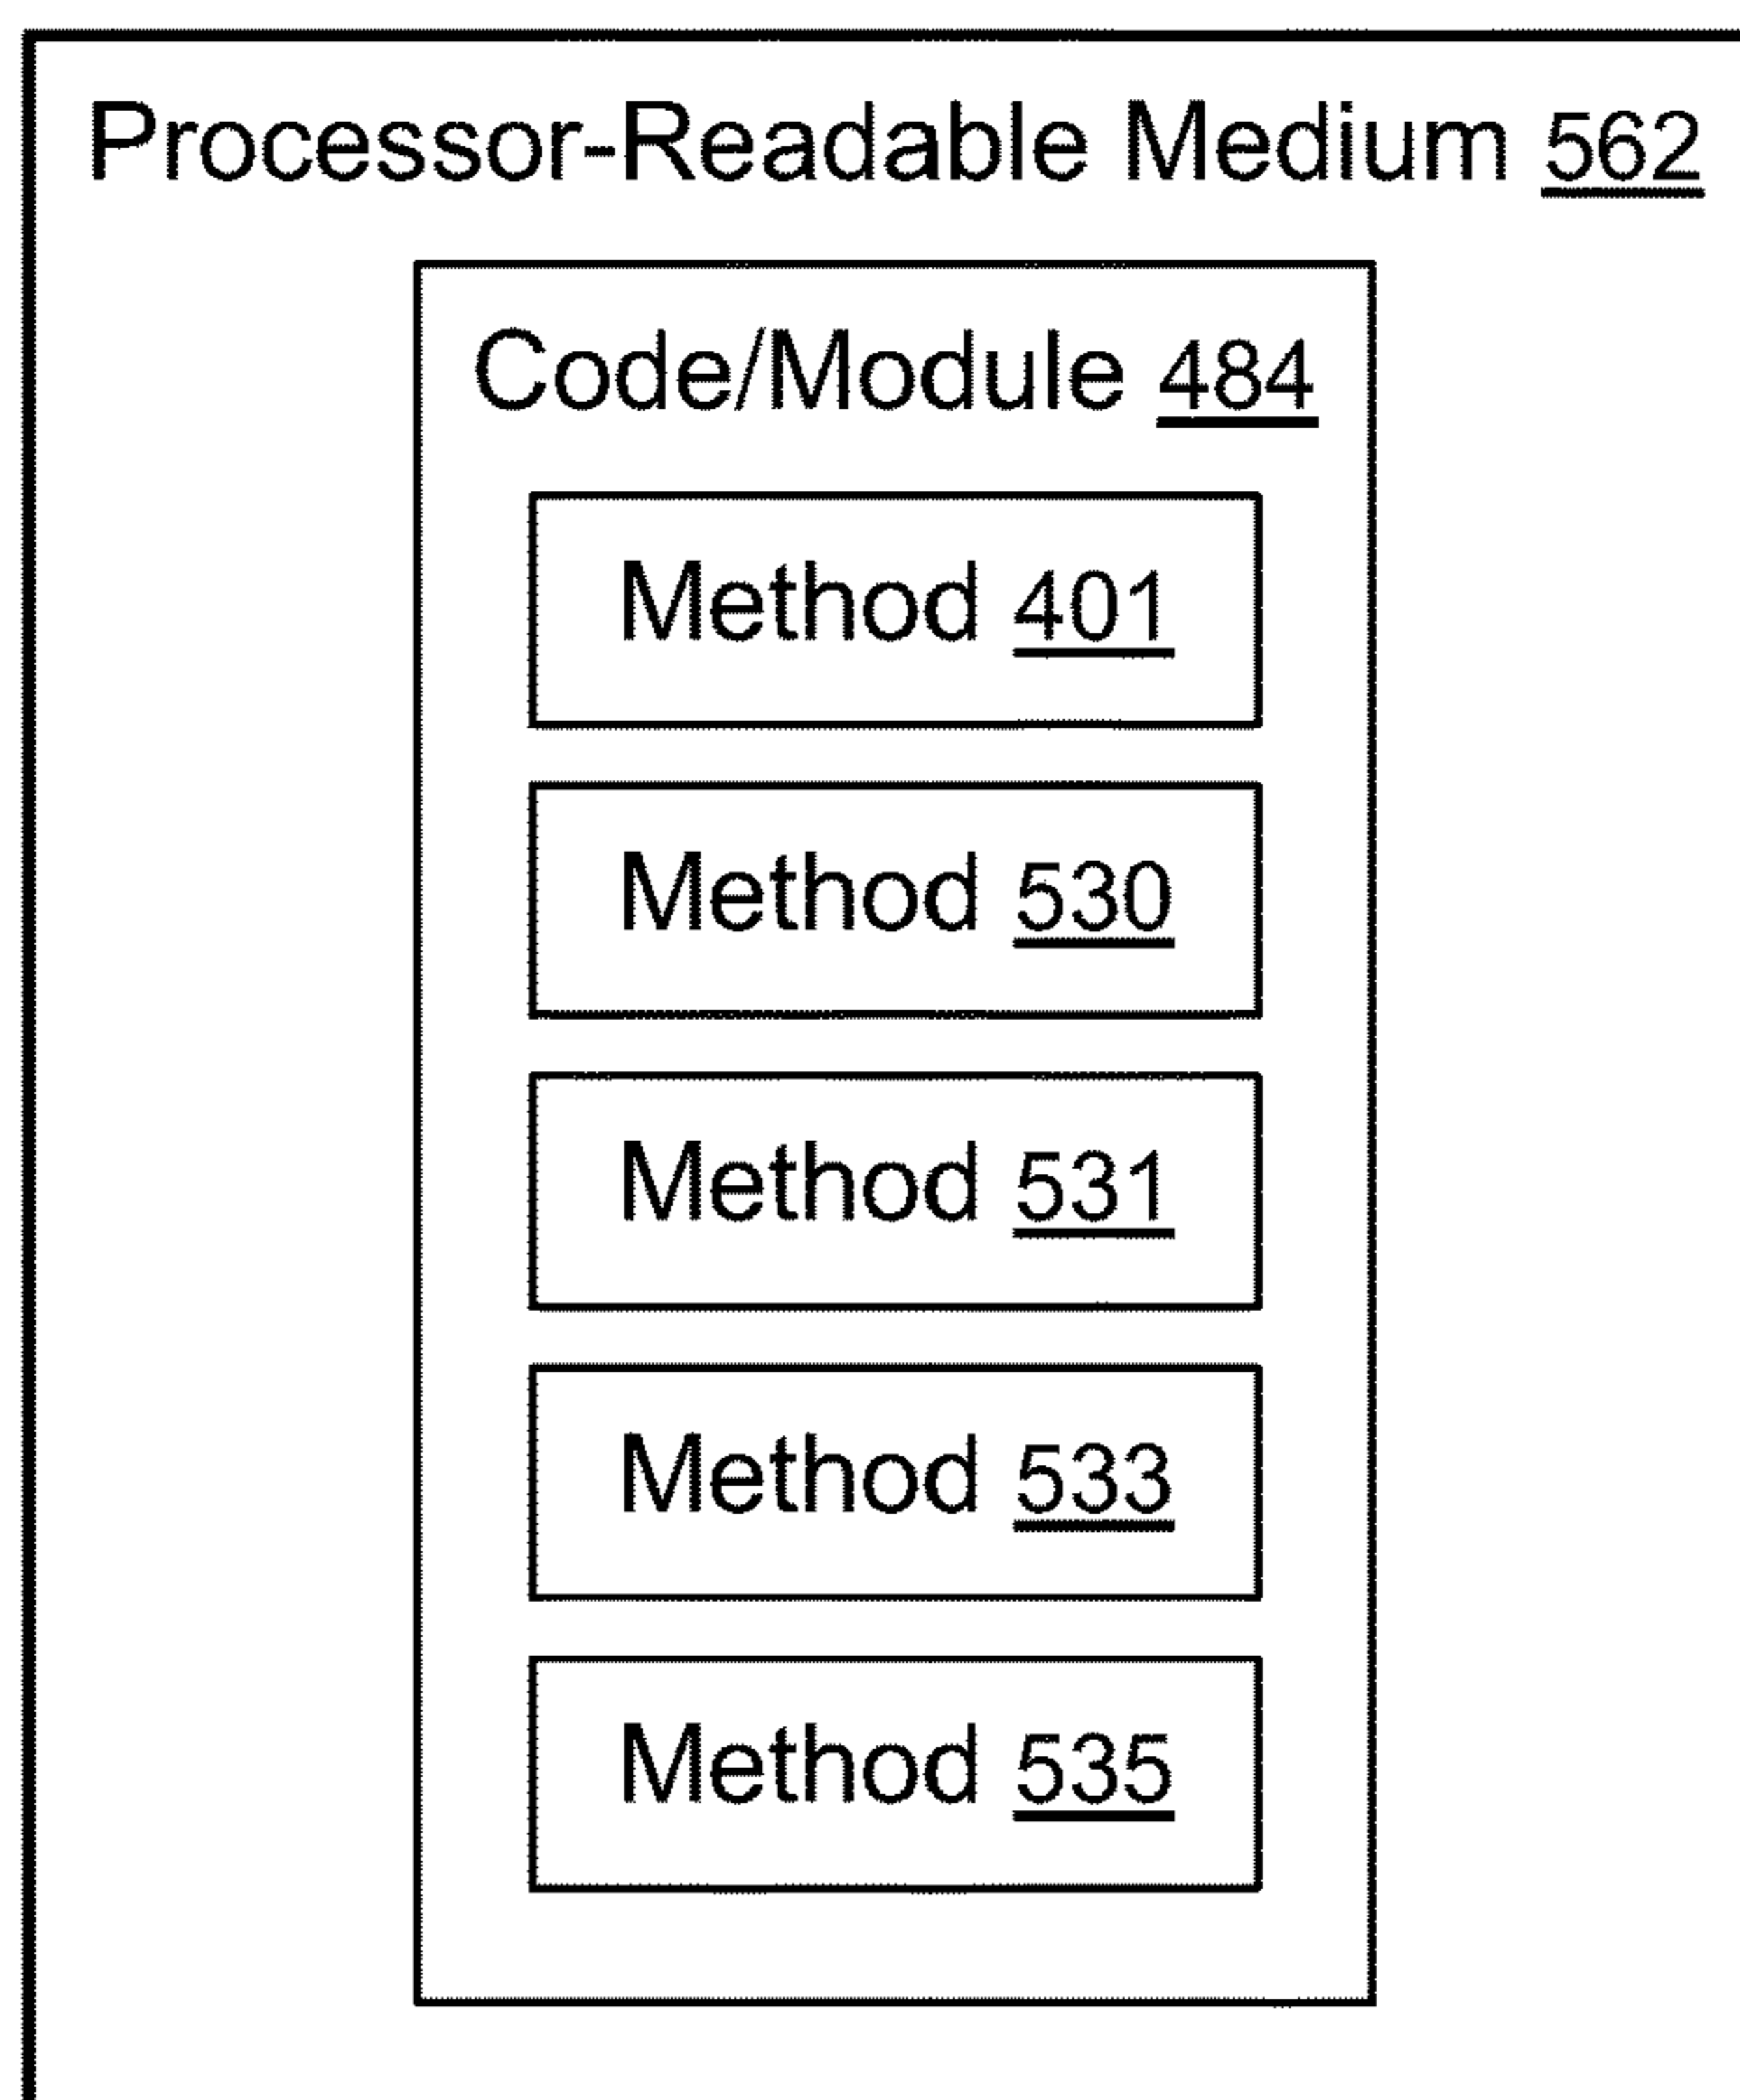 Processor-Readable Medium 562
Code/Module 484
Method 401
Method 530
Method 531
Method 533
Method 535